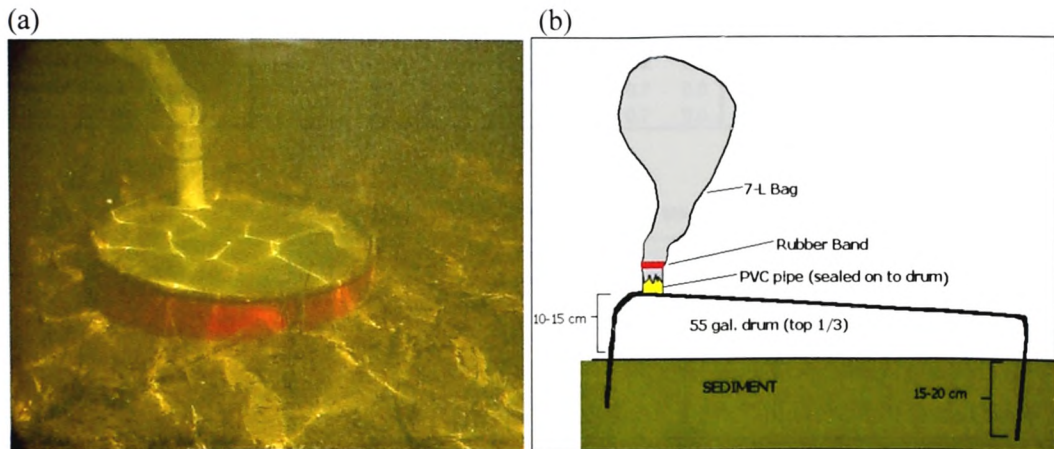 (a)
(b)
7-L Bag
Rubber Band
PVC pipe (sealed on to drum)
10-15 cm
55 gal. drum (top 1/3)
SEDIMENT
15-20 cm